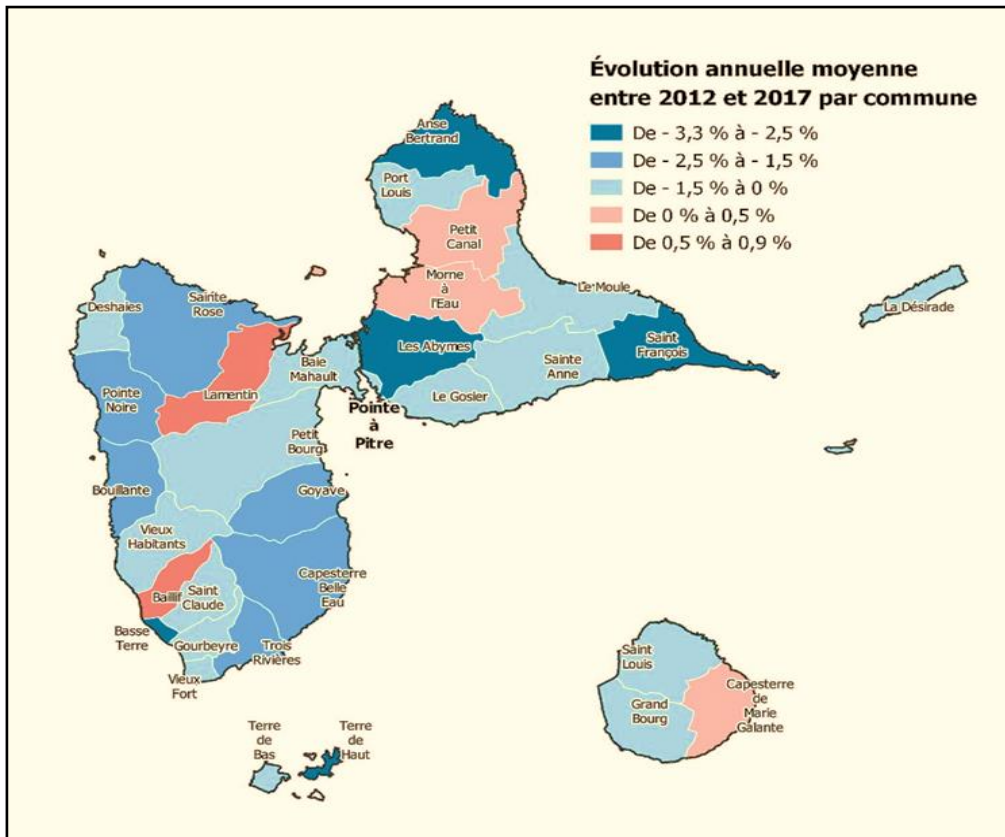 Évolution annuelle moyenne
entre 2012 et 2017 par commune
De - 3,3 % à - 2,5 %
De - 2,5 % à - 1,5 %
De - 1,5 % à 0 %
De 0 % à 0,5 %
De 0,5 % à 0,9 %
Anse
Bertrand
Port
Louis
Petit
Canal
Morne
à
l'Eau
Le Moule
La Désirade
Deshaies
Sainte
Rose
Les Abymes
Saint
François
Baie
Mahault
Sainte
Anne
Lamentin
Le Gosier
Pointe
Noire
Pointe
à
Pitre
Petit
Bourg
Bouillante
Goyave
Vieux
Habitants
Capesterre
Belle
Eau
Baillif
Saint
Claude
Basse
Terre
Gourbeyre
Trois
Rivières
Vieux
Fort
Saint
Louis
Grand
Bourg
Capesterre
de
Marie
Galante
Terre
de
Bas
Terre
de
Haut